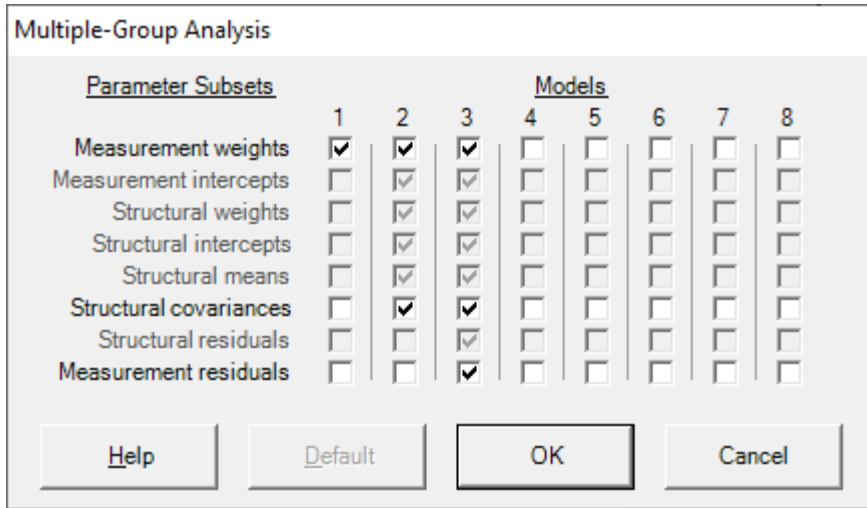 Multiple-Group Analysis
Parameter Subsets Models
1 2 3 4 5 6 7 8
Measurement weights
Measurement intercepts
Structural weights
Structural intercepts
Structural means
Structural covariances
Structural residuals
Measurement residuals
Help Default OK Cancel